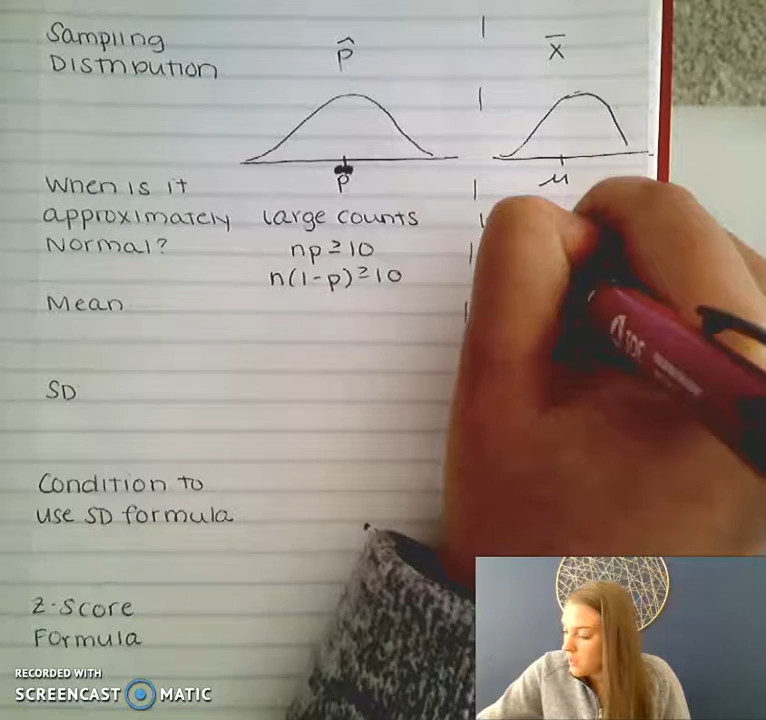 Sampling
Distribution
p̂
x̄
p
μ
When is it
approximately
Normal?
large counts
np ≥ 10
n(1-p) ≥ 10
Mean
SD
Condition to
use SD formula
z-score
Formula
RECORDED WITH
SCREENCAST MATIC